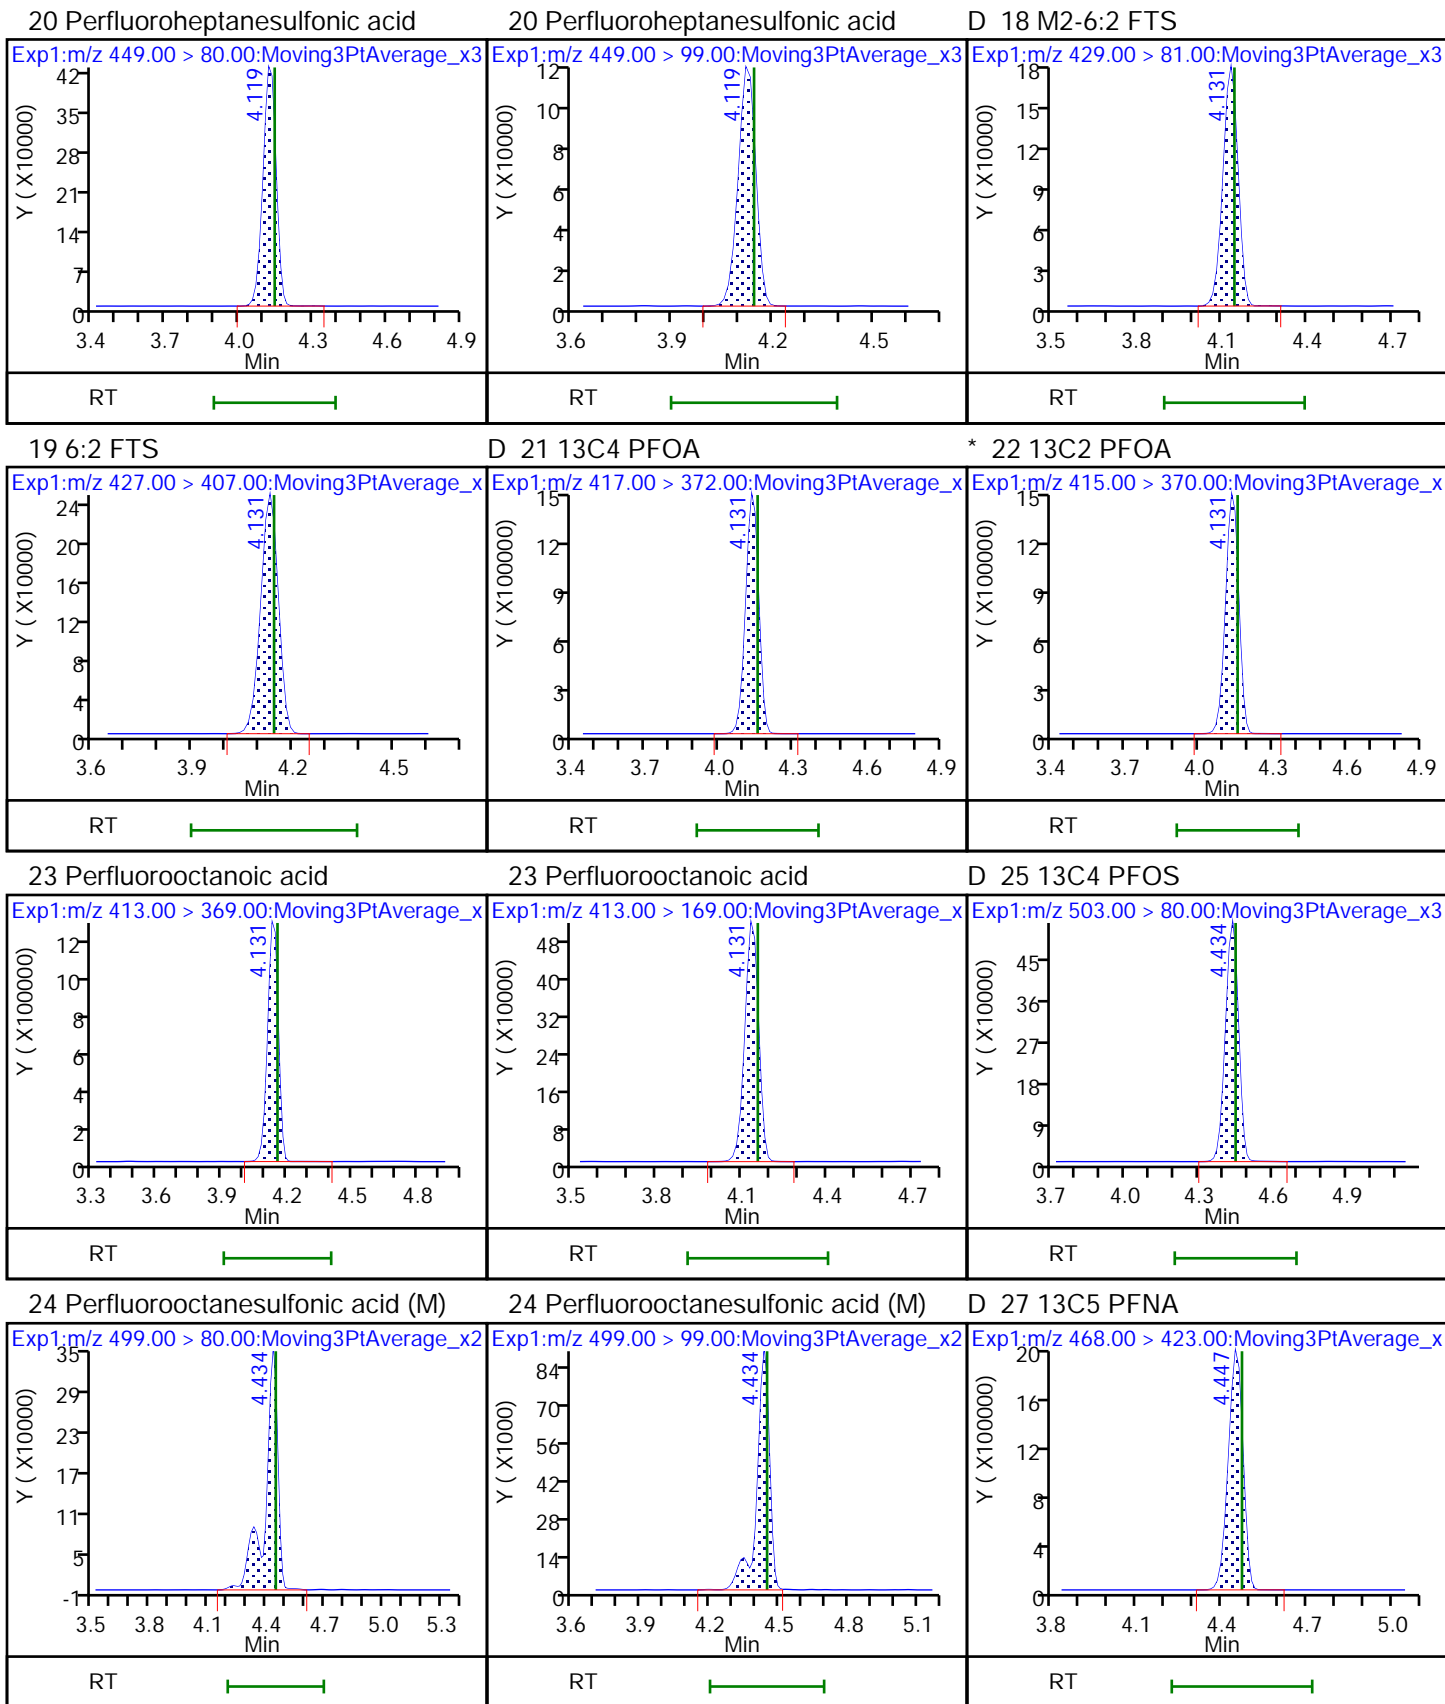 20 Perfluoroheptanesulfonic acid
Exp1:m/z 449.00 > 80.00:Moving3PtAverage_x3
4.119
Y ( X10000)
42
35
28
21
14
7
0
3.4 3.7 4.0 4.3 4.6 4.9
Min
RT
20 Perfluoroheptanesulfonic acid
Exp1:m/z 449.00 > 99.00:Moving3PtAverage_x3
4.119
Y ( X10000)
12
10
8
6
4
2
0
3.6 3.9 4.2 4.5
Min
RT
D 18 M2-6:2 FTS
Exp1:m/z 429.00 > 81.00:Moving3PtAverage_x3
4.131
Y ( X10000)
18
15
12
9
6
3
0
3.5 3.8 4.1 4.4 4.7
Min
RT
19 6:2 FTS
Exp1:m/z 427.00 > 407.00:Moving3PtAverage_x
4.131
Y ( X10000)
24
20
16
12
8
4
0
3.6 3.9 4.2 4.5
Min
RT
D 21 13C4 PFOA
Exp1:m/z 417.00 > 372.00:Moving3PtAverage_x
4.131
Y ( X100000)
15
12
9
6
3
0
3.4 3.7 4.0 4.3 4.6 4.9
Min
RT
* 22 13C2 PFOA
Exp1:m/z 415.00 > 370.00:Moving3PtAverage_x
4.131
Y ( X100000)
15
12
9
6
3
0
3.4 3.7 4.0 4.3 4.6 4.9
Min
RT
23 Perfluorooctanoic acid
Exp1:m/z 413.00 > 369.00:Moving3PtAverage_x
4.131
Y ( X100000)
12
10
8
6
4
2
0
3.3 3.6 3.9 4.2 4.5 4.8
Min
RT
23 Perfluorooctanoic acid
Exp1:m/z 413.00 > 169.00:Moving3PtAverage_x
4.131
Y ( X10000)
48
40
32
24
16
8
0
3.5 3.8 4.1 4.4 4.7
Min
RT
D 25 13C4 PFOS
Exp1:m/z 503.00 > 80.00:Moving3PtAverage_x3
4.434
Y ( X10000)
45
36
27
18
9
0
3.7 4.0 4.3 4.6 4.9
Min
RT
24 Perfluorooctanesulfonic acid (M)
Exp1:m/z 499.00 > 80.00:Moving3PtAverage_x2
4.434
Y ( X10000)
35
29
23
17
11
5
-1
3.5 3.8 4.1 4.4 4.7 5.0 5.3
Min
RT
24 Perfluorooctanesulfonic acid (M)
Exp1:m/z 499.00 > 99.00:Moving3PtAverage_x2
4.434
Y ( X1000)
84
70
56
42
28
14
0
3.6 3.9 4.2 4.5 4.8 5.1
Min
RT
D 27 13C5 PFNA
Exp1:m/z 468.00 > 423.00:Moving3PtAverage_x
4.447
Y ( X100000)
20
16
12
8
4
0
3.8 4.1 4.4 4.7 5.0
Min
RT